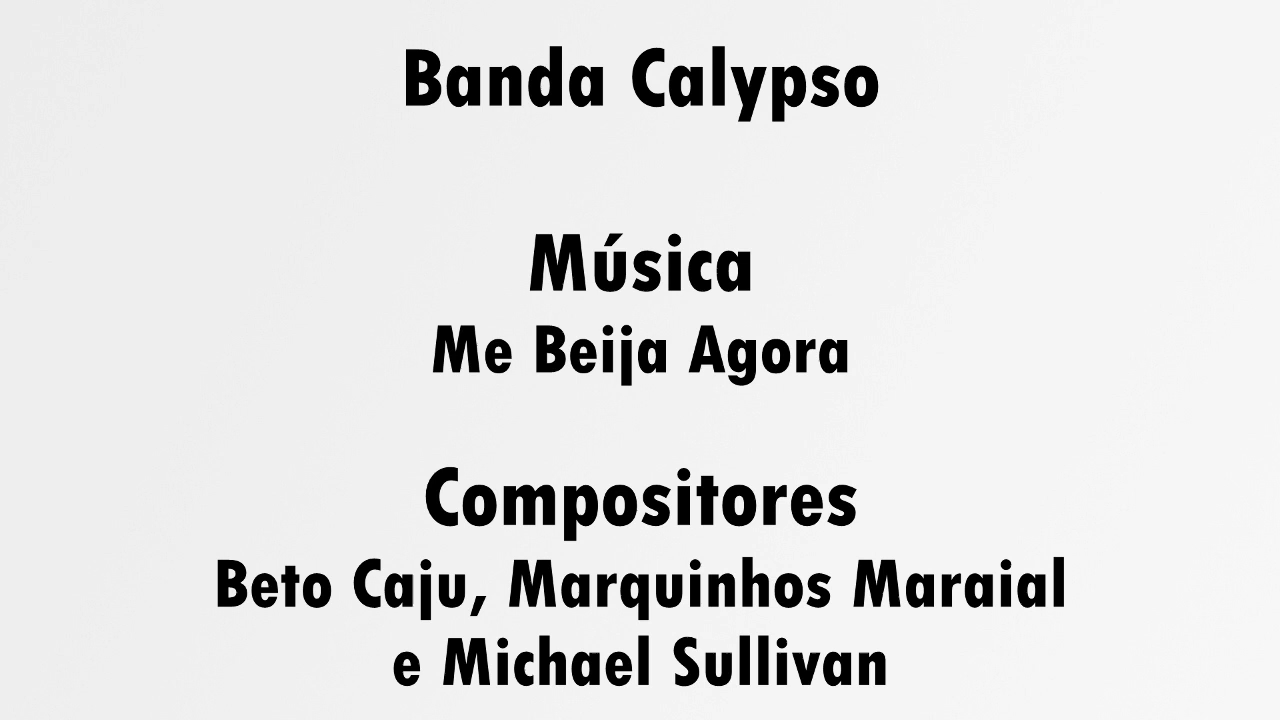 Banda Calypso
Música
Me Beija Agora
Compositores
Beto Caju, Marquinhos Maraial
e Michael Sullivan